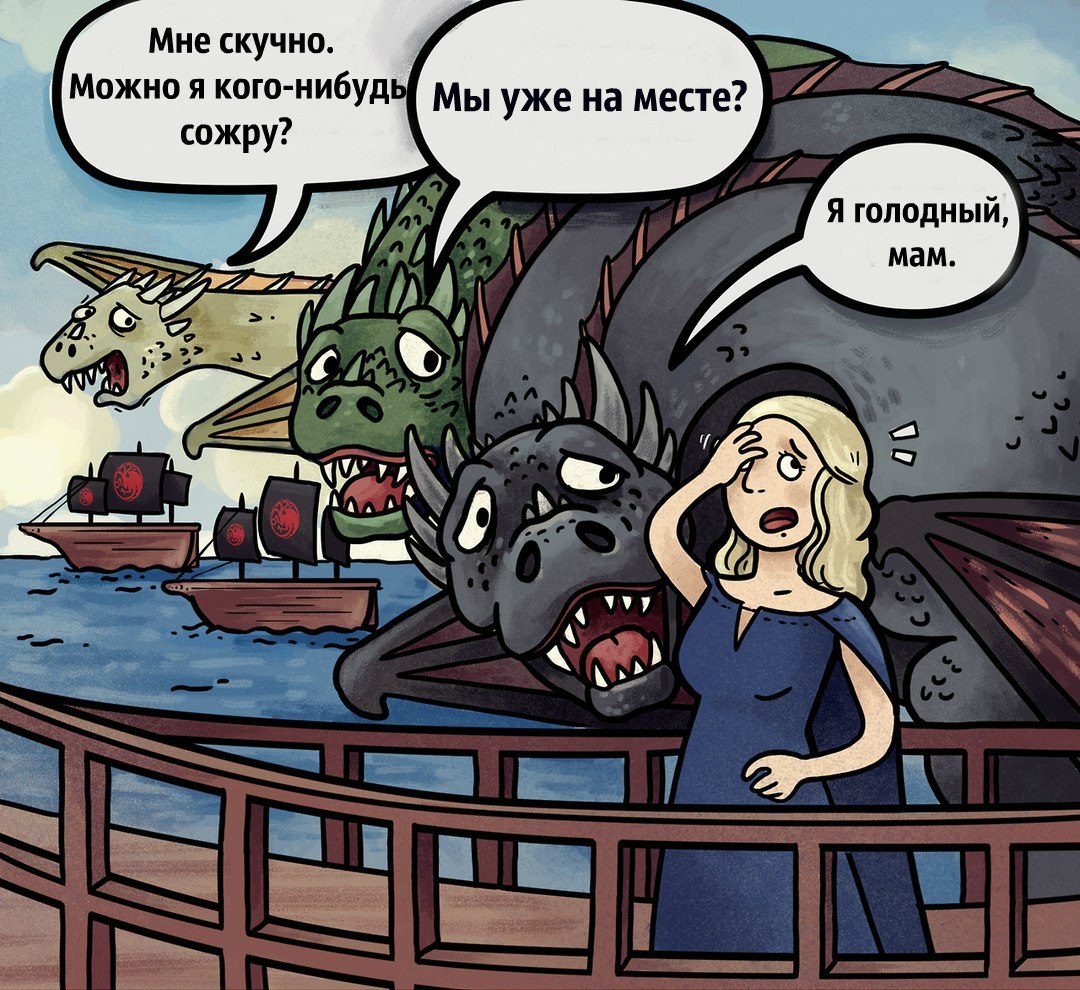 Мне скучно.
Можно я кого-нибудь
сожру?
Мы уже на месте?
Я голодный,
мам.